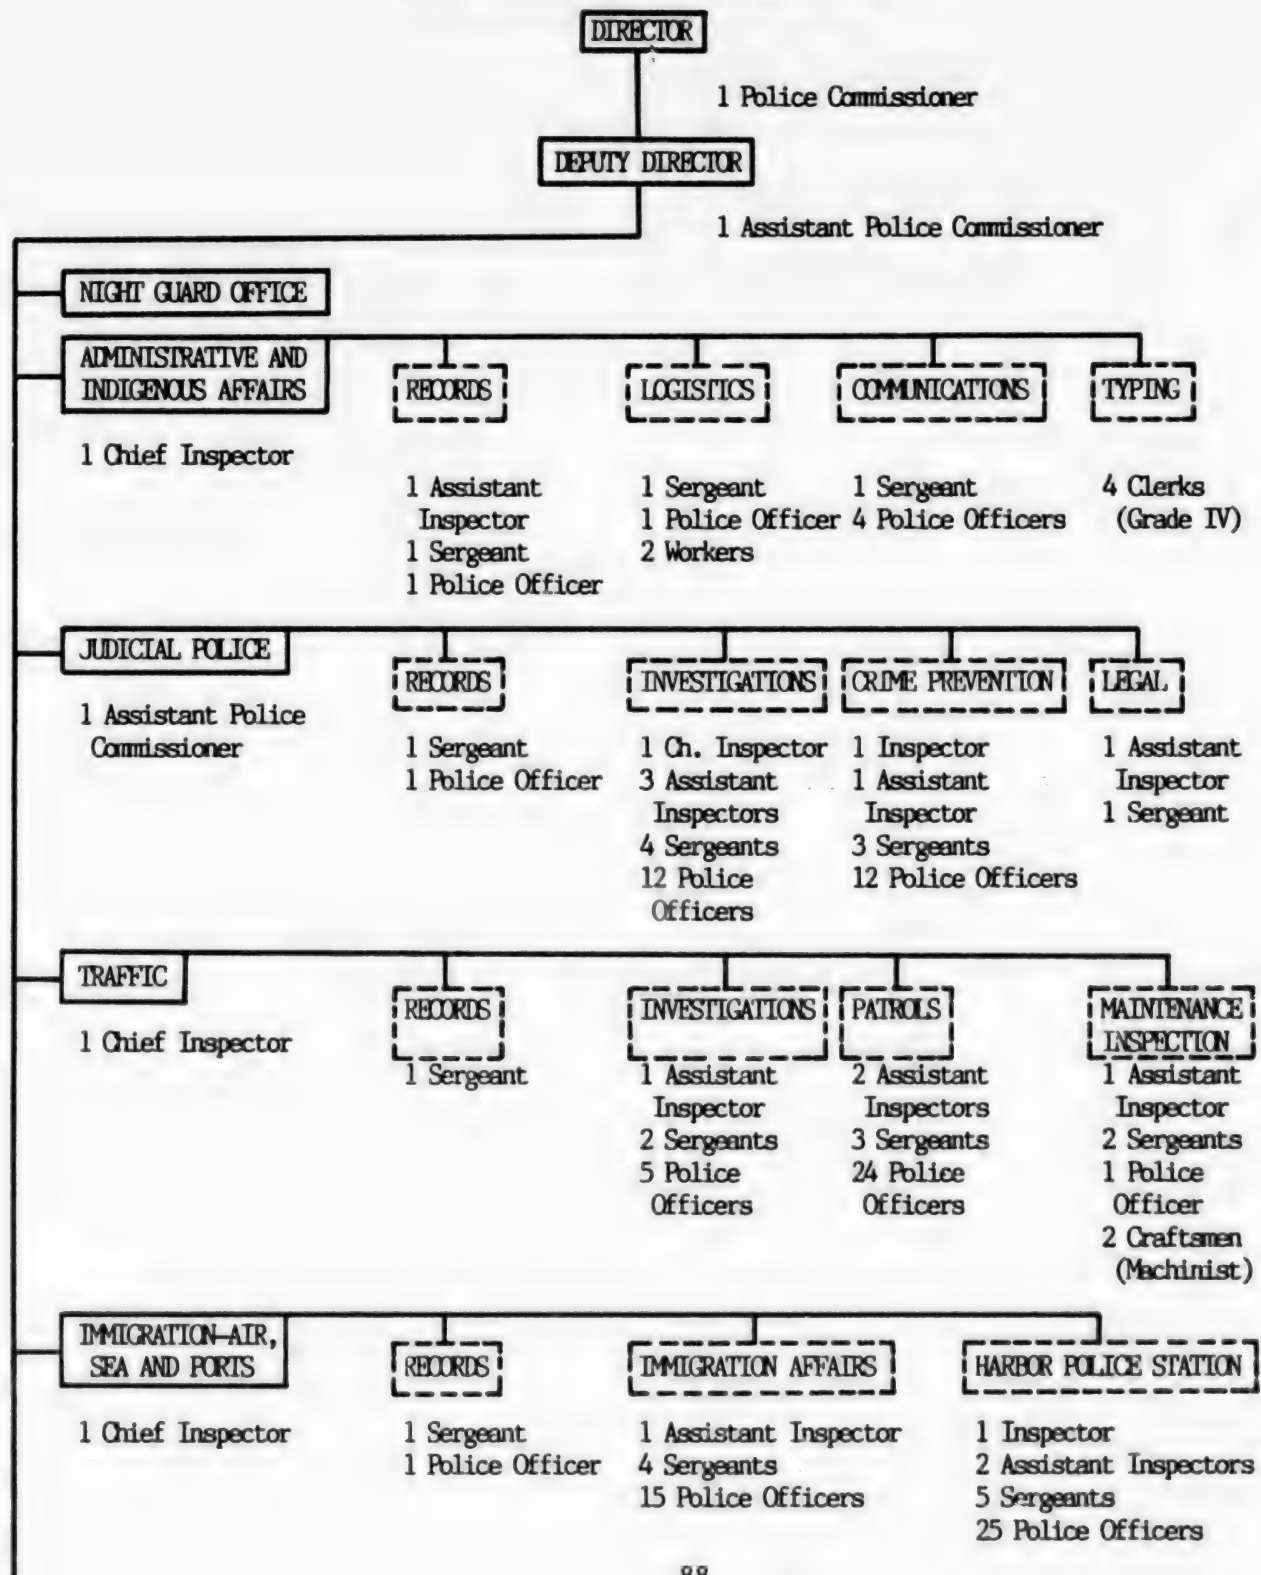 DIRECTOR
1 Police Commissioner
DEPUTY DIRECTOR
1 Assistant Police Commissioner
NIGHT GUARD OFFICE
ADMINISTRATIVE AND
INDIGENOUS AFFAIRS
1 Chief Inspector
RECORDS
1 Assistant
Inspector
1 Sergeant
1 Police Officer
LOGISTICS
1 Sergeant
1 Police Officer
2 Workers
COMMUNICATIONS
1 Sergeant
4 Police Officers
TYPING
4 Clerks
(Grade IV)
JUDICIAL POLICE
1 Assistant Police
Commissioner
RECORDS
1 Sergeant
1 Police Officer
INVESTIGATIONS
1 Ch. Inspector
3 Assistant
Inspectors
4 Sergeants
12 Police
Officers
CRIME PREVENTION
1 Inspector
1 Assistant
Inspector
3 Sergeants
12 Police Officers
LEGAL
1 Assistant
Inspector
1 Sergeant
TRAFFIC
1 Chief Inspector
RECORDS
1 Sergeant
INVESTIGATIONS
1 Assistant
Inspector
2 Sergeants
5 Police
Officers
PATROLS
2 Assistant
Inspectors
3 Sergeants
24 Police
Officers
MAINTENANCE
INSPECTION
1 Assistant
Inspector
2 Sergeants
1 Police
Officer
2 Craftsmen
(Machinist)
IMMIGRATION—AIR,
SEA AND PORTS
1 Chief Inspector
RECORDS
1 Sergeant
1 Police Officer
IMMIGRATION AFFAIRS
1 Assistant Inspector
4 Sergeants
15 Police Officers
HARBOR POLICE STATION
1 Inspector
2 Assistant Inspectors
5 Sergeants
25 Police Officers